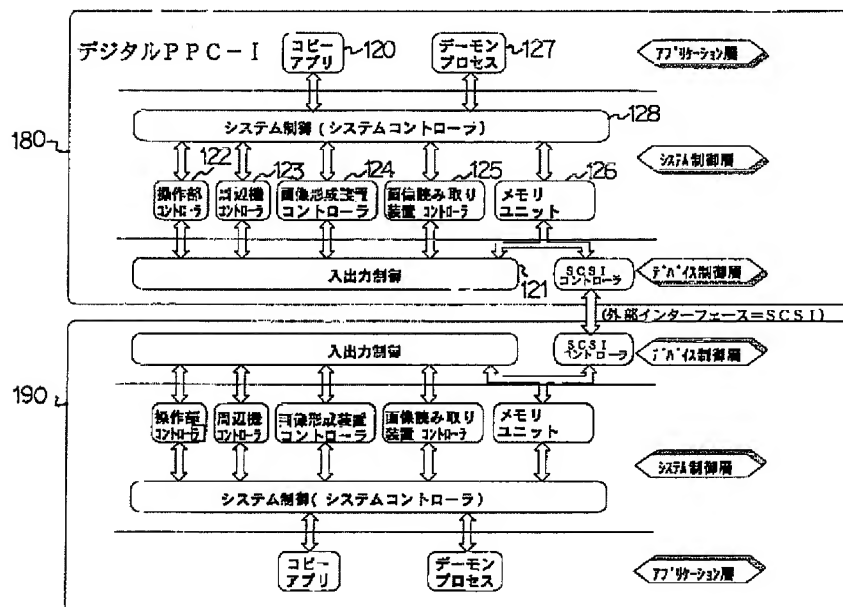 デジタルPPC-I
コピー
アプリ
120
デーモン
プロセス
127
アプリケーション層
180
システム制御(システムコントローラ)
128
システム制御層
122
123
124
125
126
操作部
コントローラ
周辺機
コントローラ
画像形成装置
コントローラ
画像読み取り
装置 コントローラ
メモリ
ユニット
入出力制御
121
SCSI
コントローラ
デバイス制御層
(外部インターフェース=SCSI)
190
入出力制御
SCSI
コントローラ
デバイス制御層
操作部
コントローラ
周辺機
コントローラ
画像形成装置
コントローラ
画像読み取り
装置 コントローラ
メモリ
ユニット
システム制御層
システム制御(システムコントローラ)
コピー
アプリ
デーモン
プロセス
アプリケーション層